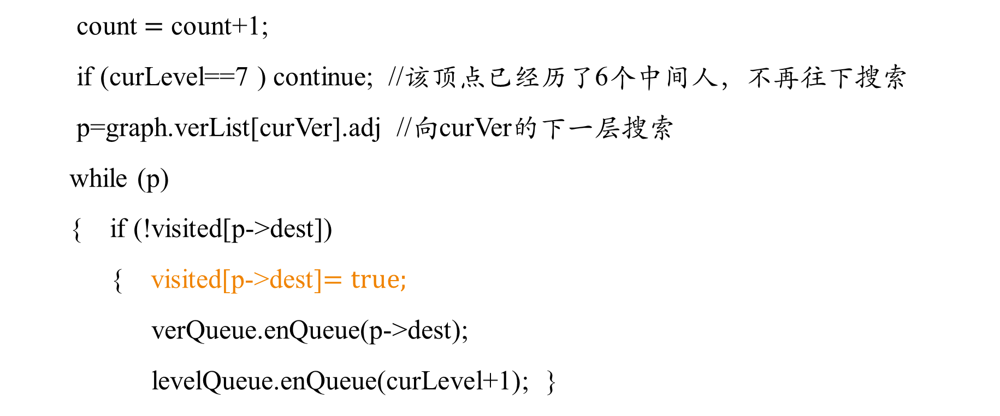 count = count+1;
if (curLevel==7 ) continue;  //该顶点已经历了6个中间人，不再往下搜索
p=graph.verList[curVer].adj  //向curVer的下一层搜索
while (p)
{   if (!visited[p->dest])
{   visited[p->dest]= true;
verQueue.enQueue(p->dest);
levelQueue.enQueue(curLevel+1);  }